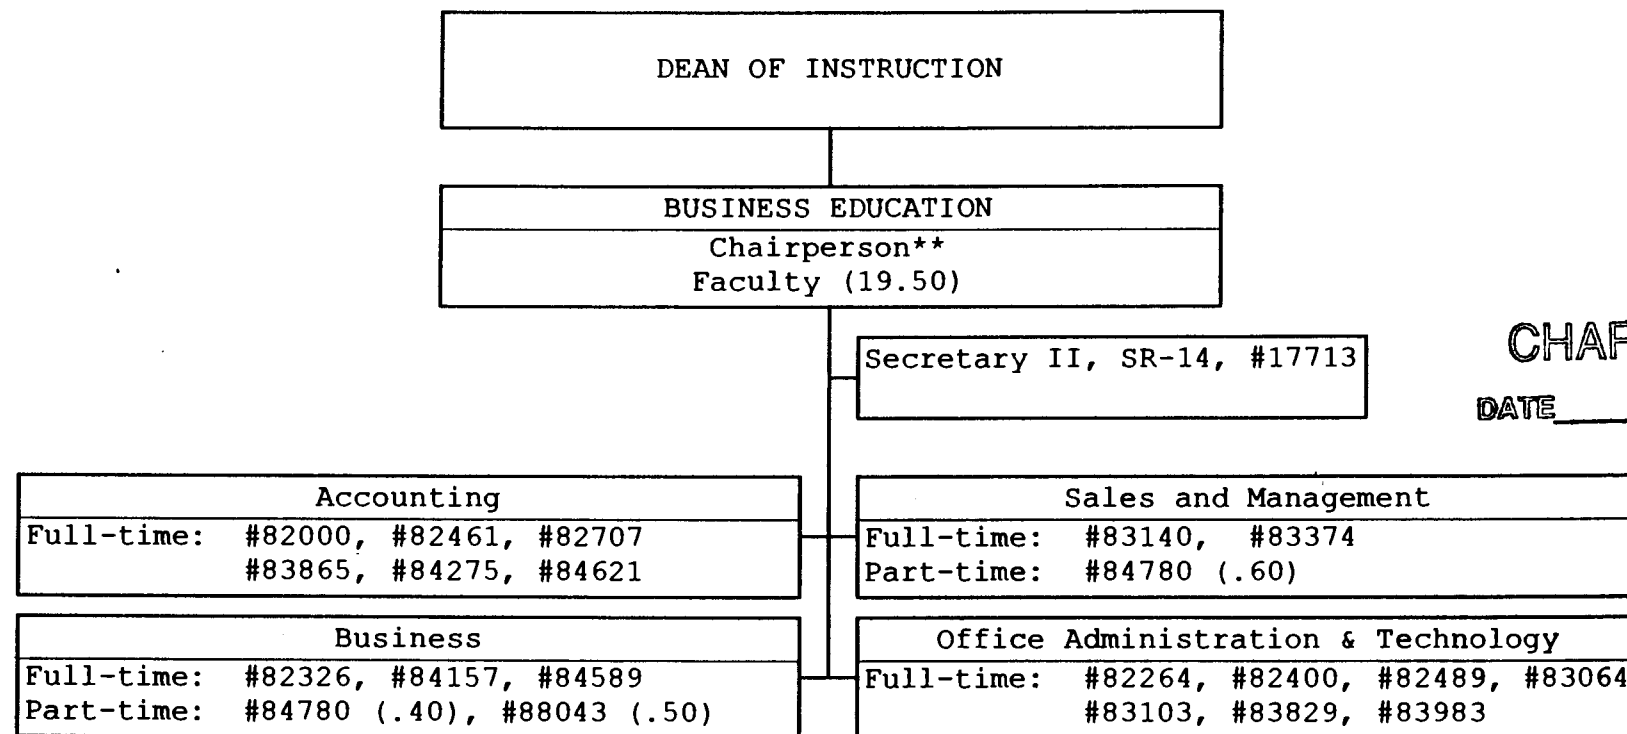 DEAN OF INSTRUCTION
BUSINESS EDUCATION
Chairperson**
Faculty (19.50)
Secretary II, SR-14, #17713
CHAR
DATE
Accounting
Full-time: #82000, #82461, #82707
#83865, #84275, #84621
Sales and Management
Full-time: #83140, #83374
Part-time: #84780 (.60)
Business
Full-time: #82326, #84157, #84589
Part-time: #84780 (.40), #88043 (.50)
Office Administration & Technology
Full-time: #82264, #82400, #82489, #83064
#83103, #83829, #83983